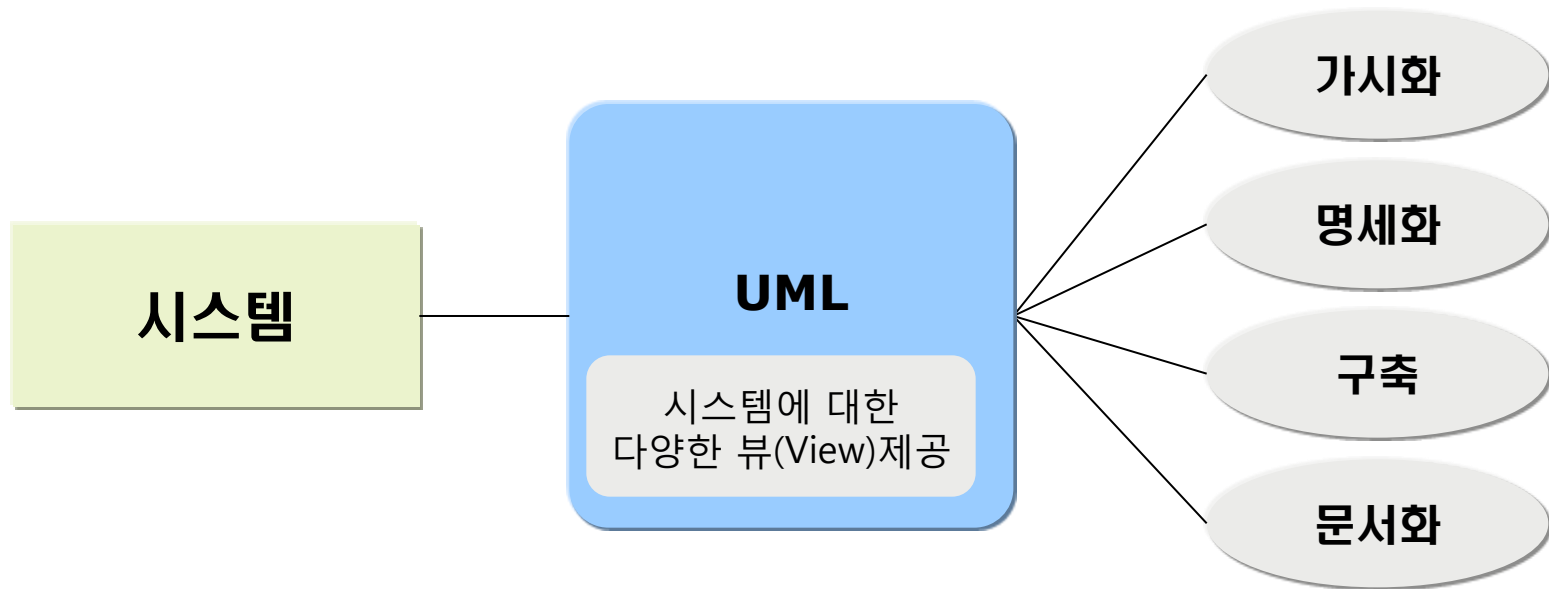 시스템
UML
시스템에 대한
다양한 뷰(View)제공
가시화
명세화
구축
문서화